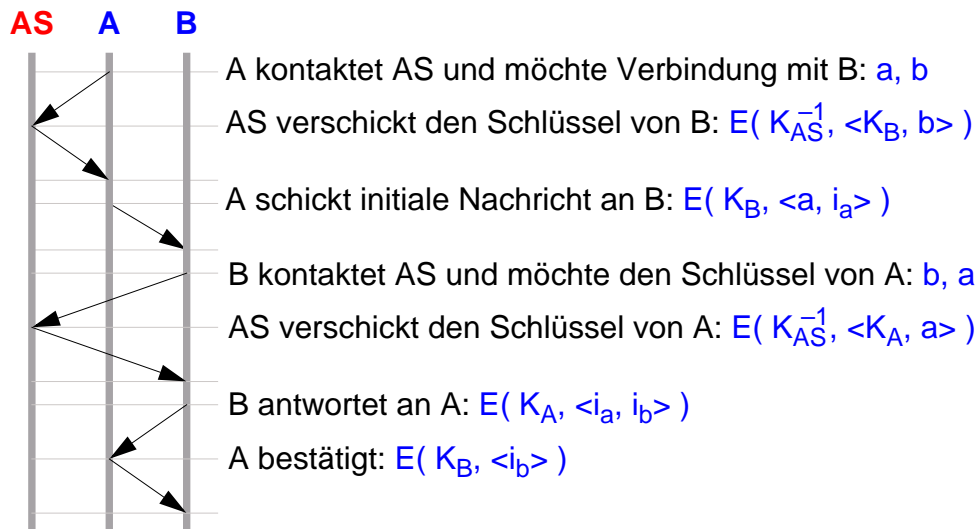 AS A B
A kontaktet AS und möchte Verbindung mit B: a, b
AS verschickt den Schlüssel von B: E( K_AS^–1, <K_B, b> )
A schickt initiale Nachricht an B: E( K_B, <a, i_a> )
B kontaktet AS und möchte den Schlüssel von A: b, a
AS verschickt den Schlüssel von A: E( K_AS^–1, <K_A, a> )
B antwortet an A: E( K_A, <i_a, i_b> )
A bestätigt: E( K_B, <i_b> )